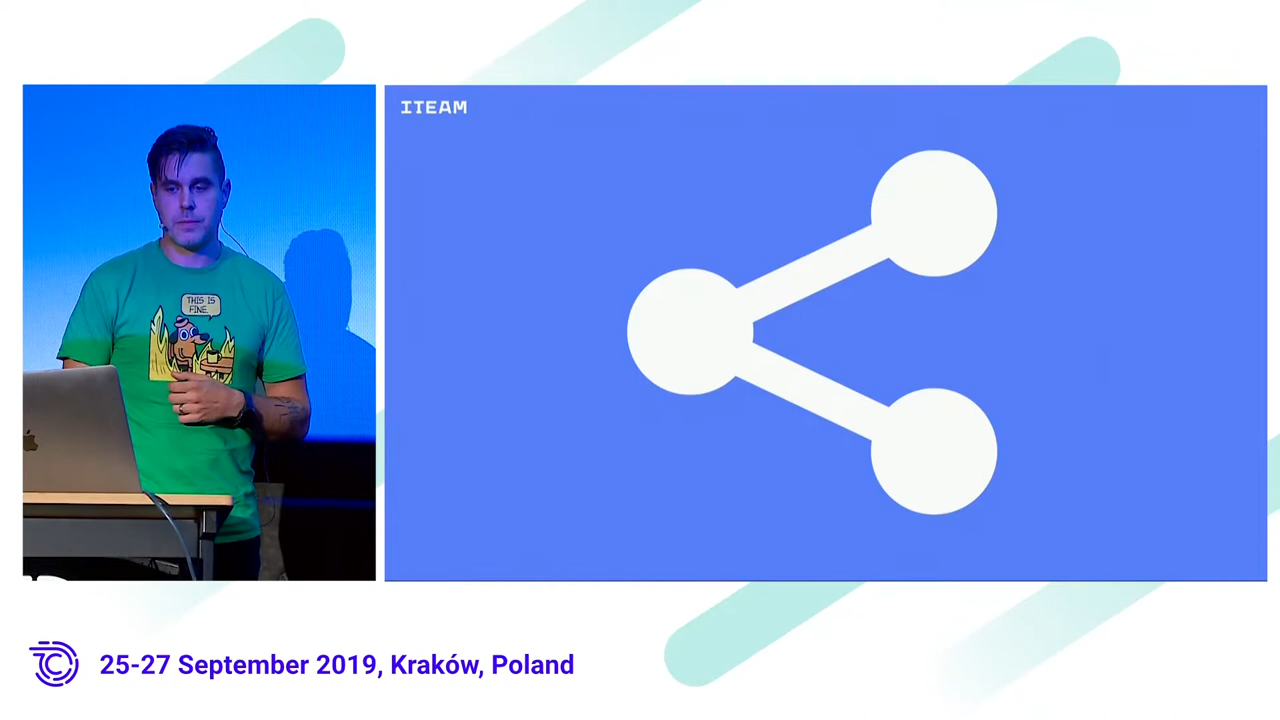 ITEAM
THIS IS
FINE.
25-27 September 2019, Kraków, Poland